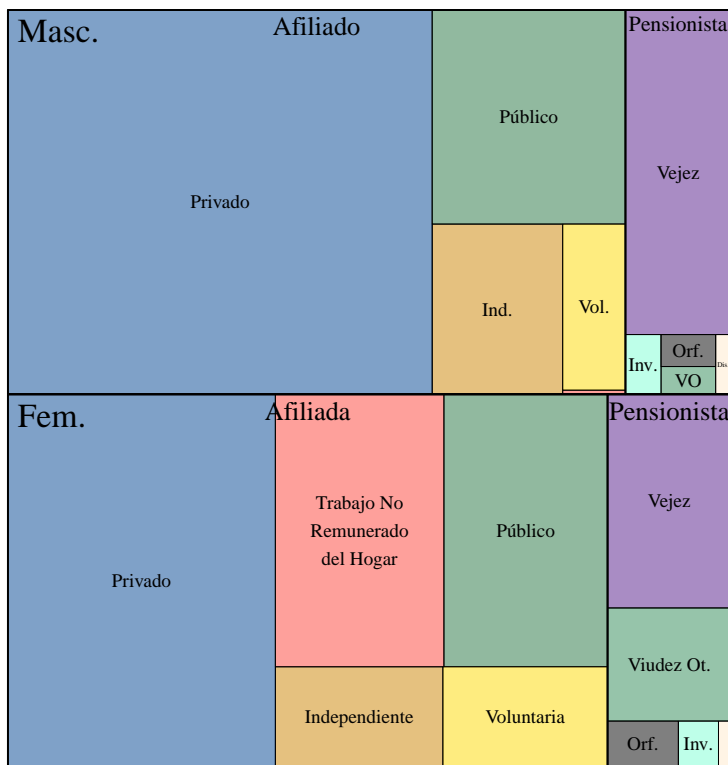 Masc.
Afiliado
Pensionista
Privado
Público
Vejez
Ind.
Vol.
Inv.
Orf.
VO
Dis
Fem.
Afiliada
Pensionista
Privado
Trabajo No
Remunerado
del Hogar
Público
Vejez
Independiente
Voluntaria
Viudez Ot.
Orf.
Inv.